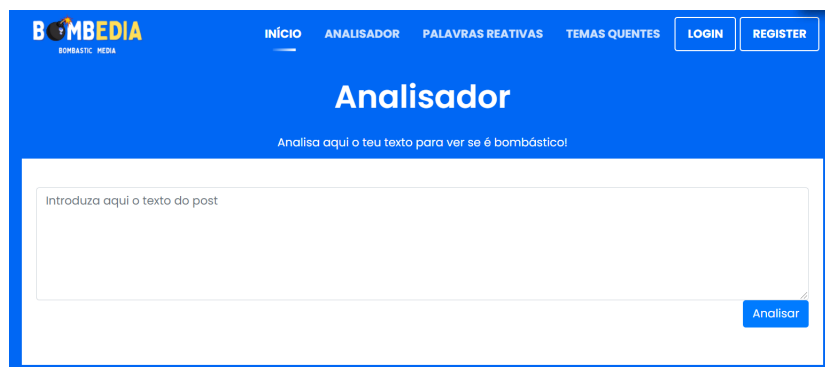 BOMBEDIA
BOMBASTIC MEDIA
INÍCIO ANALISADOR PALAVRAS REATIVAS TEMAS QUENTES LOGIN REGISTER
Analisador
Analisa aqui o teu texto para ver se é bombástico!
Introduza aqui o texto do post
Analisar